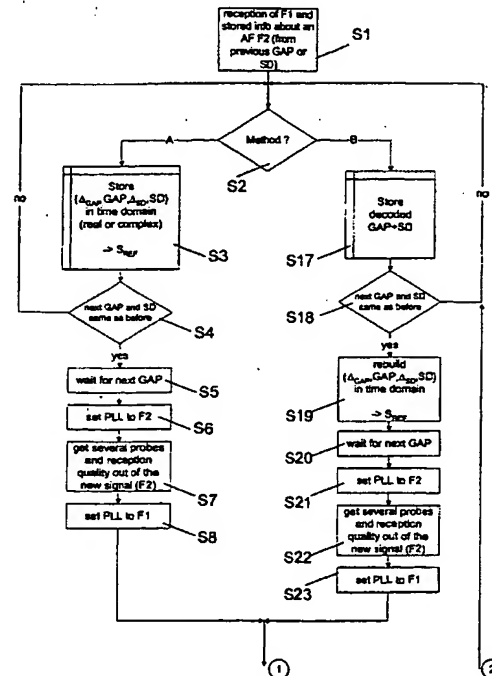 reception of F1 and
stored info about an
AF F2 (from
previous GAP or
SD)
S1
Method ?
S2
A
B
no
no
Store
(ΔGAP, GAP, ΔSD, SD)
in time domain
(real or complex)
-> SREF
S3
Store
decoded
GAP+SD
S17
next GAP and SD
same as before
S4
next GAP and SD
same as before
S18
yes
yes
wait for next GAP
S5
rebuild
(ΔGAP, GAP, ΔSD, SD)
in time domain
-> SREF
S19
set PLL to F2
S6
wait for next GAP
S20
get several probes
and reception
quality out of the
new signal (F2)
S7
set PLL to F2
S21
set PLL to F1
S8
get several probes
and reception
quality out of the
new signal (F2)
S22
set PLL to F1
S23
1
2